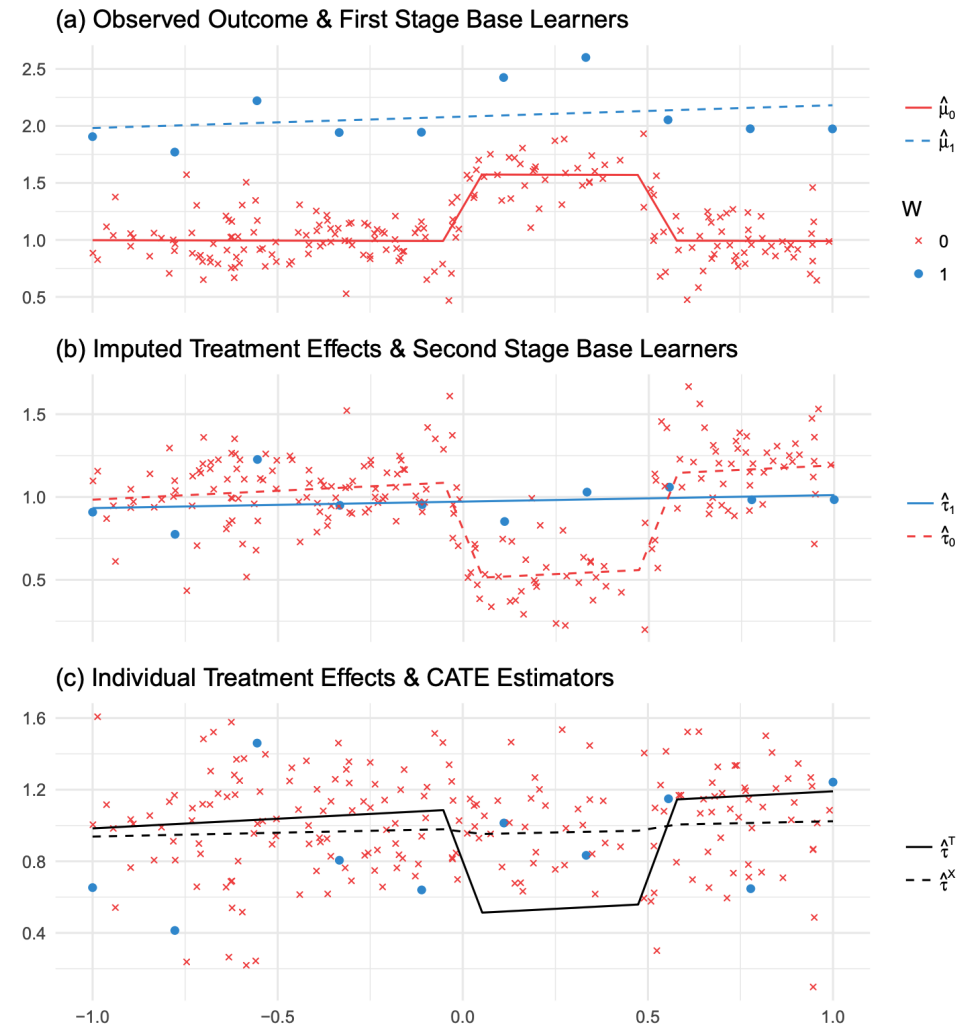 (a) Observed Outcome & First Stage Base Learners
2.5
2.0
1.5
1.0
0.5
μ̂₀
μ̂₁
W
0
1
(b) Imputed Treatment Effects & Second Stage Base Learners
1.5
1.0
0.5
τ̂₁
τ̂₀
(c) Individual Treatment Effects & CATE Estimators
1.6
1.2
0.8
0.4
τ̂ᵀ
τ̂ˣ
−1.0 −0.5 0.0 0.5 1.0